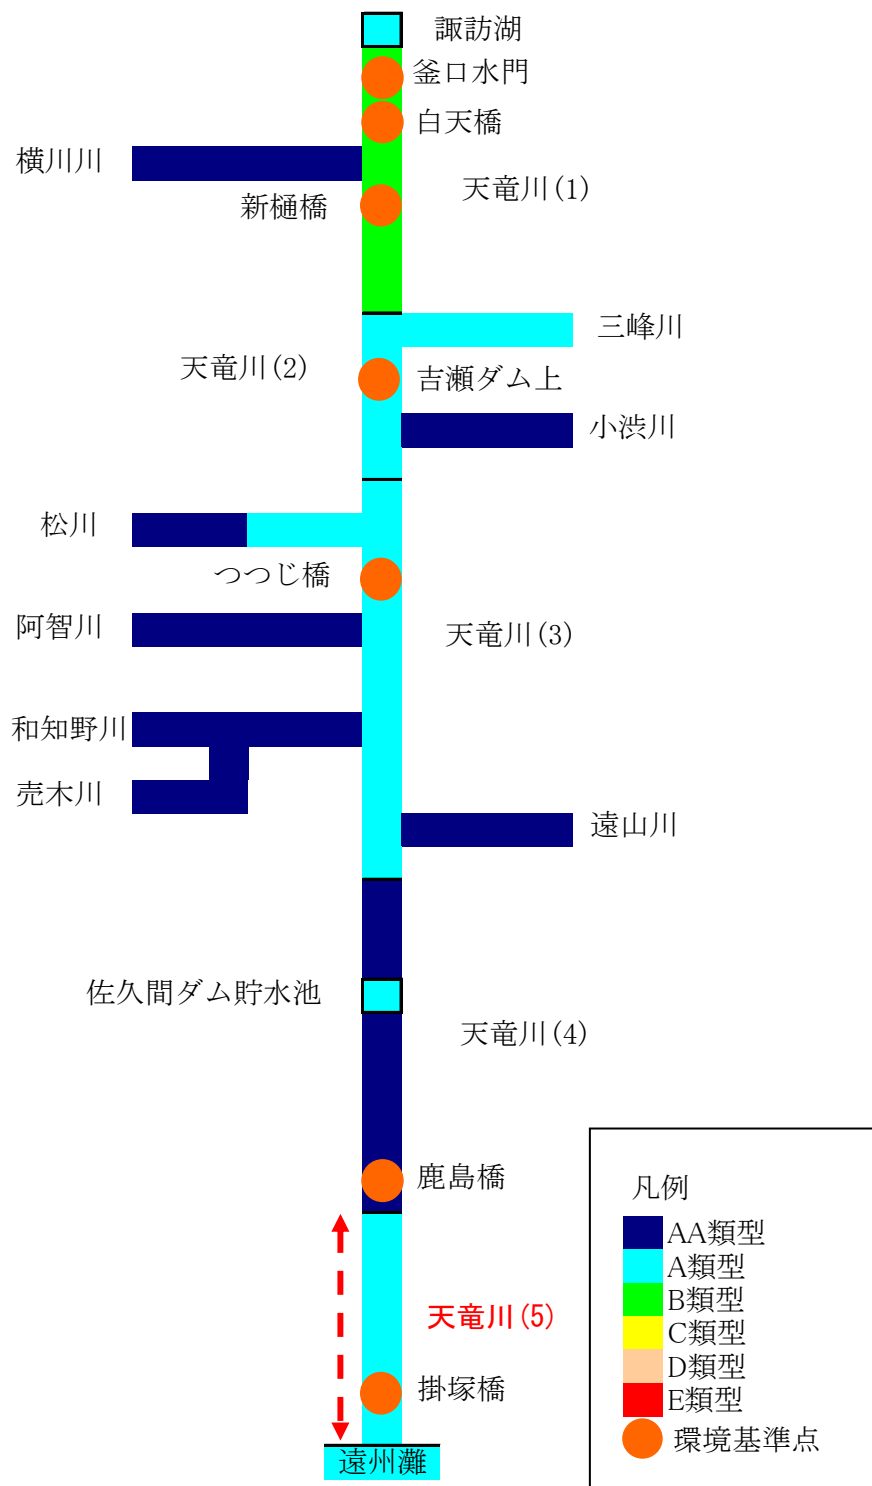 諏訪湖
釜口水門
白天橋
横川川
天竜川(1)
新樋橋
三峰川
天竜川(2)
吉瀬ダム上
小渋川
松川
つつじ橋
阿智川
天竜川(3)
和知野川
売木川
遠山川
佐久間ダム貯水池
天竜川(4)
鹿島橋
天竜川(5)
掛塚橋
遠州灘
凡例
AA類型
A類型
B類型
C類型
D類型
E類型
環境基準点